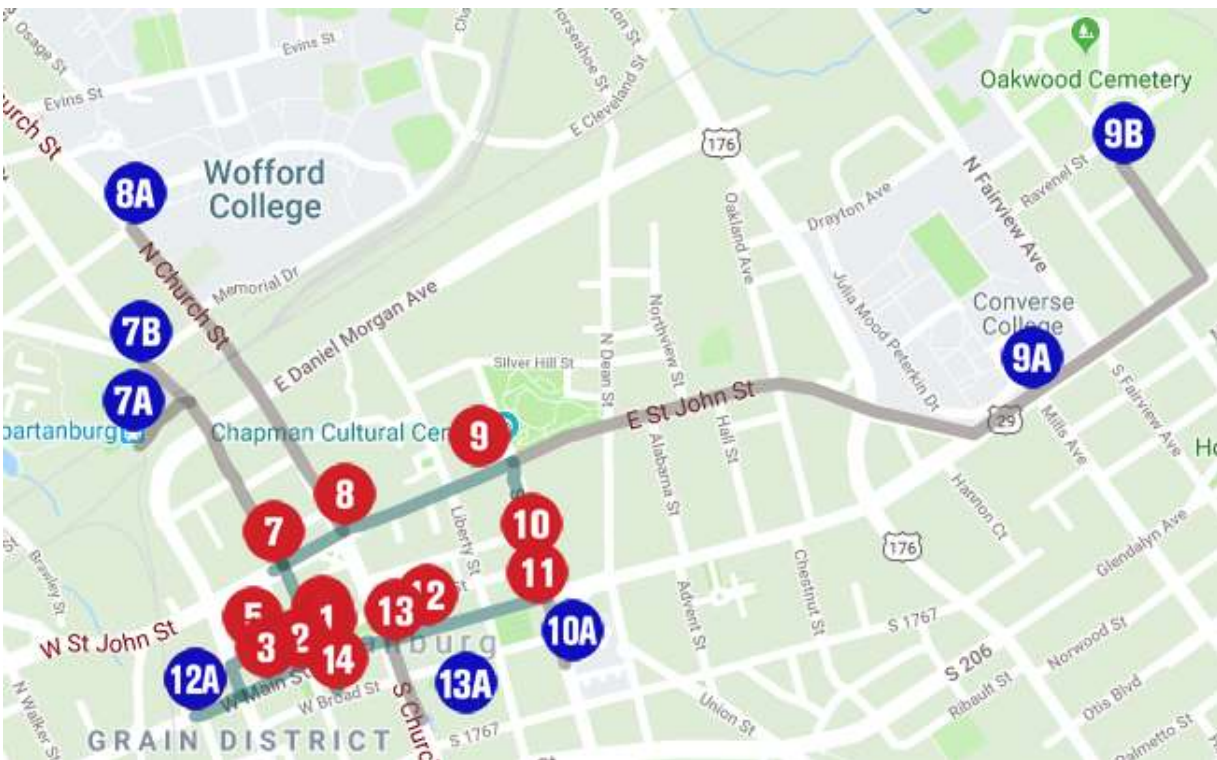 Osage St
Evins St
Evins St
E Cleveland St
Oakwood Cemetery
176
9B
urch St
8A
Wofford
College
N Church St
Memorial Dr
E Daniel Morgan Ave
Oakland Ave
Drayton Ave
N Fairview Ave
Ravenel St
Julia Mood Peterkin Dr
Converse
College
9A
7B
7A
partanburg
Chapman Cultural Cen
9
Silver Hill St
N Dean St
Northview St
E St John St
Hall St
Alabama St
29
Mills Ave
S Fairview Ave
Ho
8
7
10
11
Liberty St
Hannon Ct
176
Glendalyn Ave
Brawley St
W St John St
5
1
2
3
12
13
14
anburg
10A
12A
13A
W Main St
W Broad St
S Churc
S 1767
Advent St
Chestnut St
S 1767
S 206
Norwood St
Ribault St
Otis Blvd
Palmetto St
Union St
N Walker St
GRAIN DISTRICT